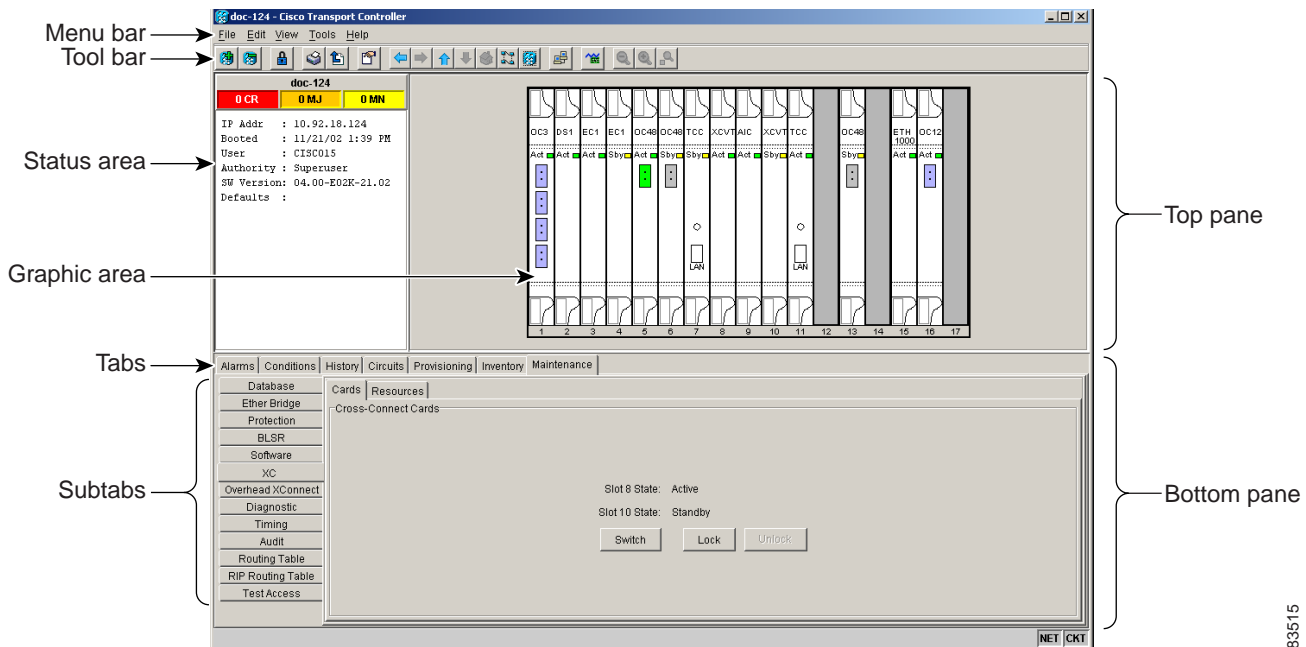 doc-124 - Cisco Transport Controller
Menu bar
File Edit View Tools Help
Tool bar
doc-124
0 CR 0 MJ 0 MN
IP Addr : 10.92.18.124
Booted : 11/21/02 1:39 PM
User : CISCO15
Authority : Superuser
SW Version: 04.00-E02K-21.02
Defaults :
Status area
Graphic area
OC3 DS1 EC1 EC1 OC48 OC48 TCC XCVT AIC XCVT TCC OC48 ETH 1000 OC12
Act Act Act Sby Act Sby Sby Act Act Sby Act Sby Act Act
LAN LAN
1 2 3 4 5 6 7 8 9 10 11 12 13 14 15 16 17
Top pane
Tabs
Alarms Conditions History Circuits Provisioning Inventory Maintenance
Subtabs
Database
Ether Bridge
Protection
BLSR
Software
XC
Overhead XConnect
Diagnostic
Timing
Audit
Routing Table
RIP Routing Table
Test Access
Cards Resources
Cross-Connect Cards
Slot 8 State: Active
Slot 10 State: Standby
Switch Lock Unlock
Bottom pane
NET CKT
83515